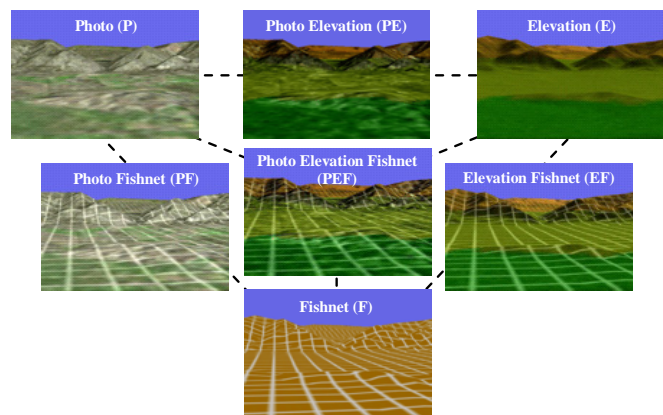 Photo (P)
Photo Elevation (PE)
Elevation (E)
Photo Fishnet (PF)
Photo Elevation Fishnet
(PEF)
Elevation Fishnet (EF)
Fishnet (F)